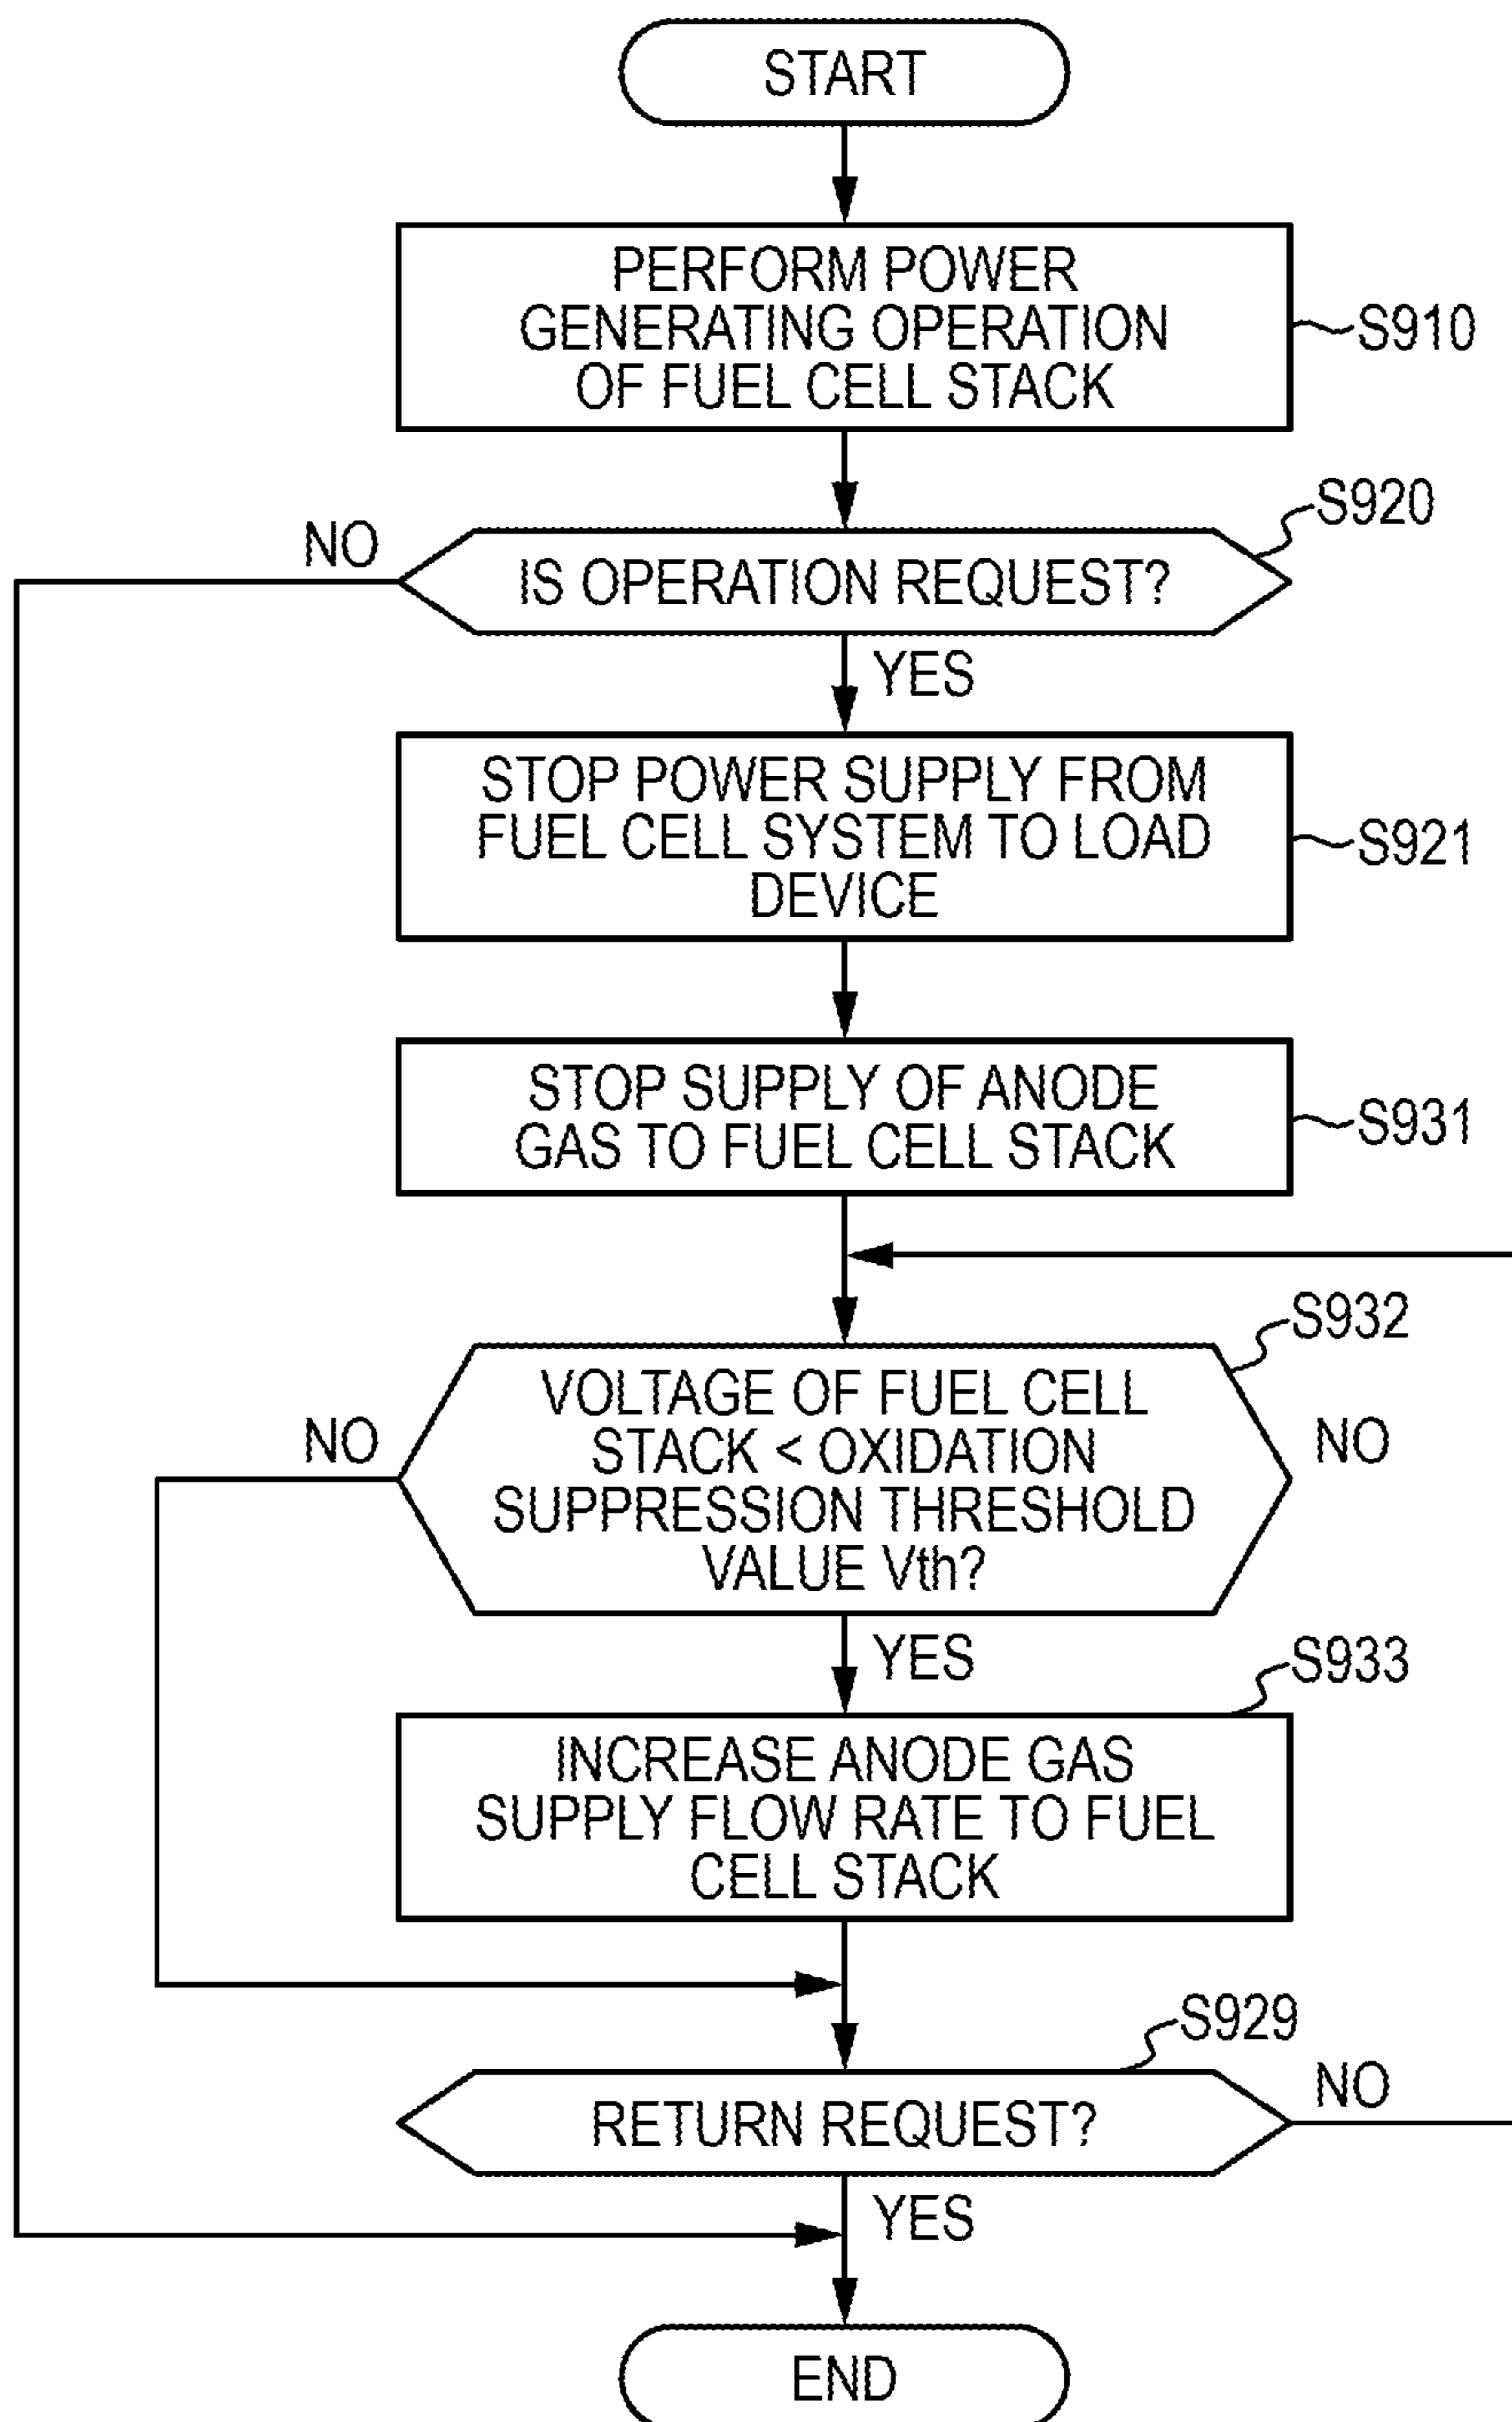 START
PERFORM POWER
GENERATING OPERATION
OF FUEL CELL STACK
S910
S920
NO
IS OPERATION REQUEST?
YES
STOP POWER SUPPLY FROM
FUEL CELL SYSTEM TO LOAD
DEVICE
S921
STOP SUPPLY OF ANODE
GAS TO FUEL CELL STACK
S931
S932
VOLTAGE OF FUEL CELL
STACK < OXIDATION
SUPPRESSION THRESHOLD
VALUE Vth?
NO
NO
YES
S933
INCREASE ANODE GAS
SUPPLY FLOW RATE TO FUEL
CELL STACK
S929
RETURN REQUEST?
NO
YES
END